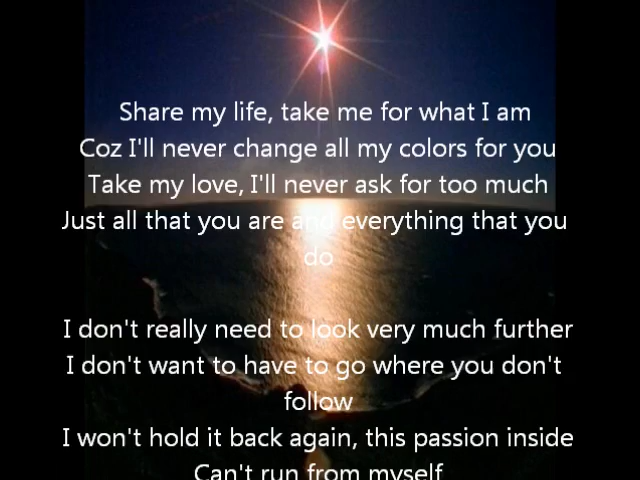 Share my life, take me for what I am
Coz I'll never change all my colors for you
Take my love, I'll never ask for too much
Just all that you are and everything that you
do
I don't really need to look very much further
I don't want to have to go where you don't
follow
I won't hold it back again, this passion inside
Can't run from myself